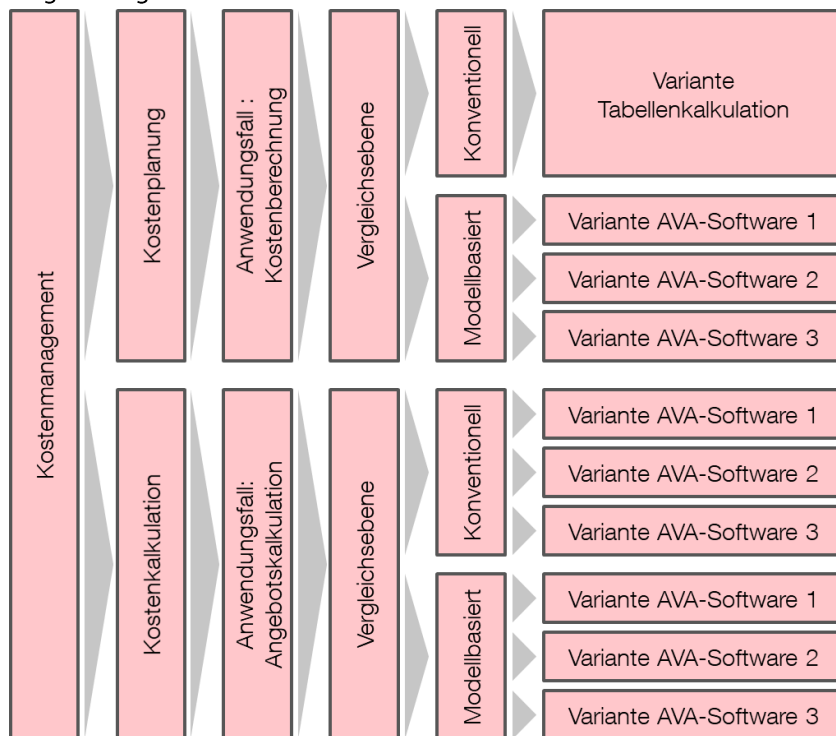 Kostenmanagement
Kostenplanung
Anwendungsfall :
Kostenberechnung
Vergleichsebene
Konventionell
Variante
Tabellenkalkulation
Modellbasiert
Variante AVA-Software 1
Variante AVA-Software 2
Variante AVA-Software 3
Kostenkalkulation
Anwendungsfall:
Angebotskalkulation
Vergleichsebene
Konventionell
Variante AVA-Software 1
Variante AVA-Software 2
Variante AVA-Software 3
Modellbasiert
Variante AVA-Software 1
Variante AVA-Software 2
Variante AVA-Software 3